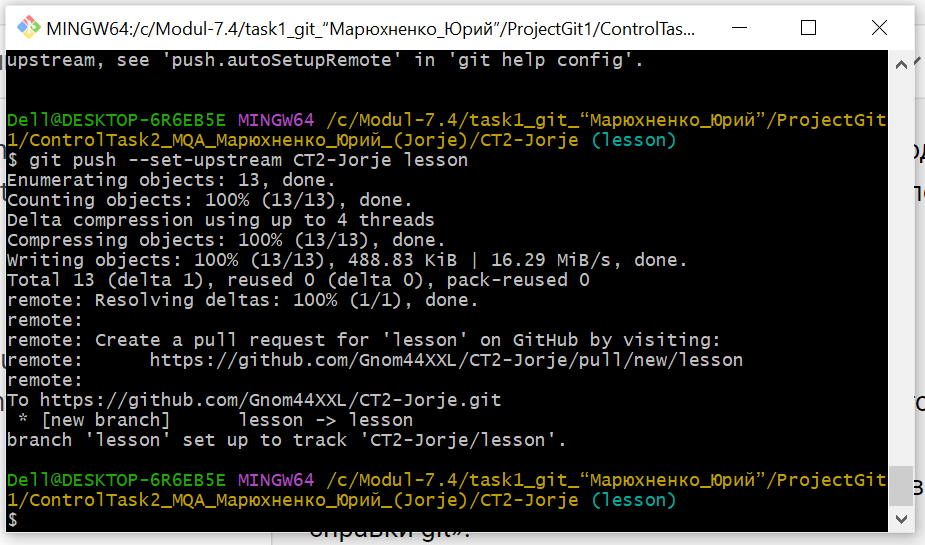 MINGW64:/c/Modul-7.4/task1_git_“Марюхненко_Юрий”/ProjectGit1/ControlTas...
upstream, see 'push.autoSetupRemote' in 'git help config'.
Dell@DESKTOP-6R6EB5E MINGW64 /c/Modul-7.4/task1_git_“Марюхненко_Юрий”/ProjectGit
1/ControlTask2_MQA_Марюхненко_Юрий_(Jorje)/CT2-Jorje (lesson)
$ git push --set-upstream CT2-Jorje lesson
Enumerating objects: 13, done.
Counting objects: 100% (13/13), done.
Delta compression using up to 4 threads
Compressing objects: 100% (13/13), done.
Writing objects: 100% (13/13), 488.83 KiB | 16.29 MiB/s, done.
Total 13 (delta 1), reused 0 (delta 0), pack-reused 0
remote: Resolving deltas: 100% (1/1), done.
remote:
remote: Create a pull request for 'lesson' on GitHub by visiting:
remote:      https://github.com/Gnom44XXL/CT2-Jorje/pull/new/lesson
remote:
To https://github.com/Gnom44XXL/CT2-Jorje.git
 * [new branch]      lesson -> lesson
branch 'lesson' set up to track 'CT2-Jorje/lesson'.
Dell@DESKTOP-6R6EB5E MINGW64 /c/Modul-7.4/task1_git_“Марюхненко_Юрий”/ProjectGit
1/ControlTask2_MQA_Марюхненко_Юрий_(Jorje)/CT2-Jorje (lesson)
$